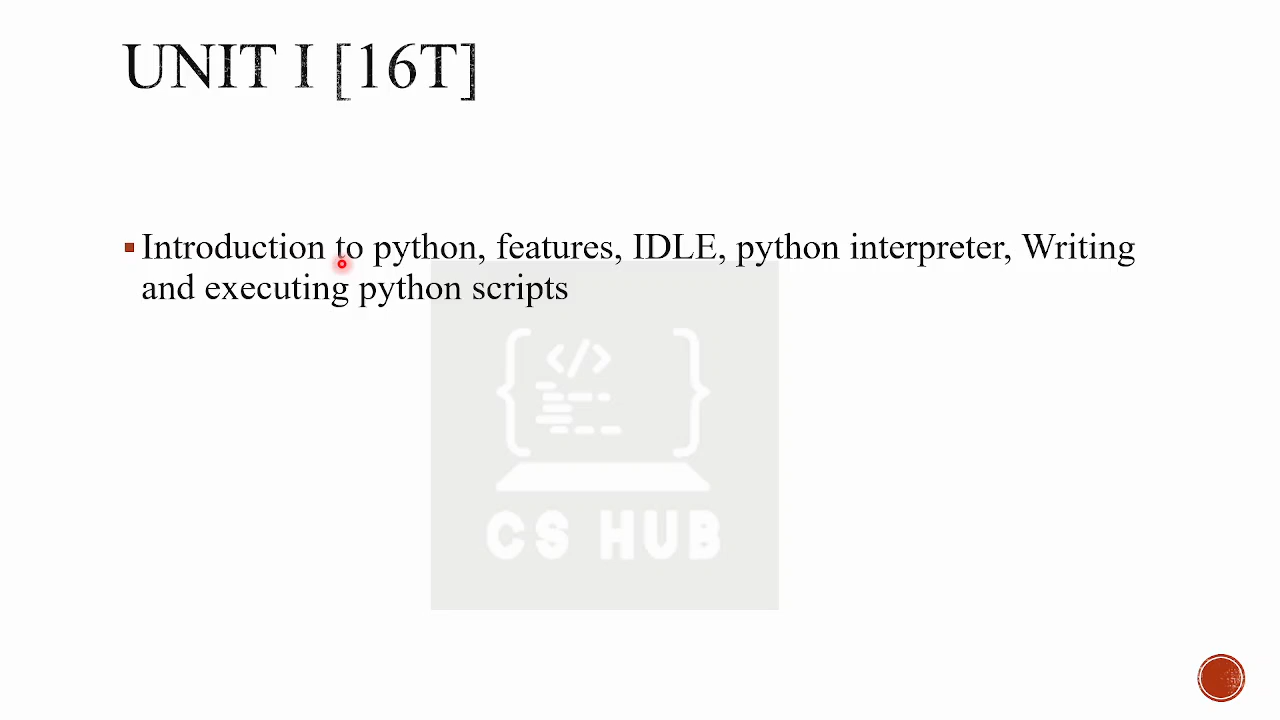 UNIT I [16T]
Introduction to python, features, IDLE, python interpreter, Writing
and executing python scripts
</>
CS HUB